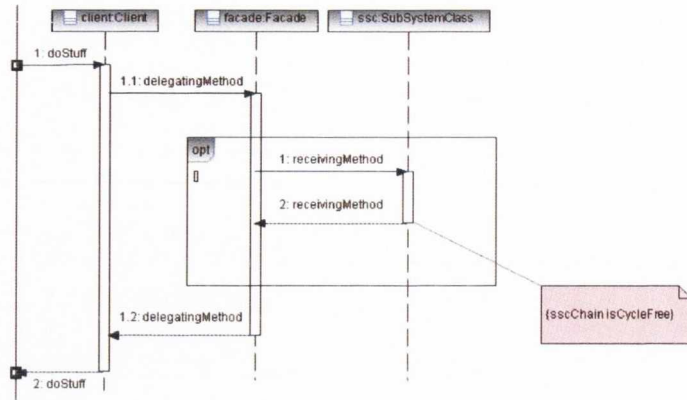 client:Client
facade:Facade
ssc:SubSystemClass
1: doStuff
1.1: delegatingMethod
opt
1: receivingMethod
[]
2: receivingMethod
{sscChain isCycleFree}
1.2: delegatingMethod
2: doStuff